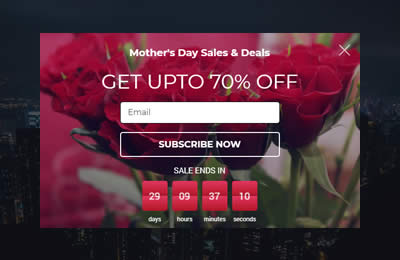 Mother's Day Sales & Deals
GET UPTO 70% OFF
Email
SUBSCRIBE NOW
SALE ENDS IN
29 09 37 10
days hours minutes seconds